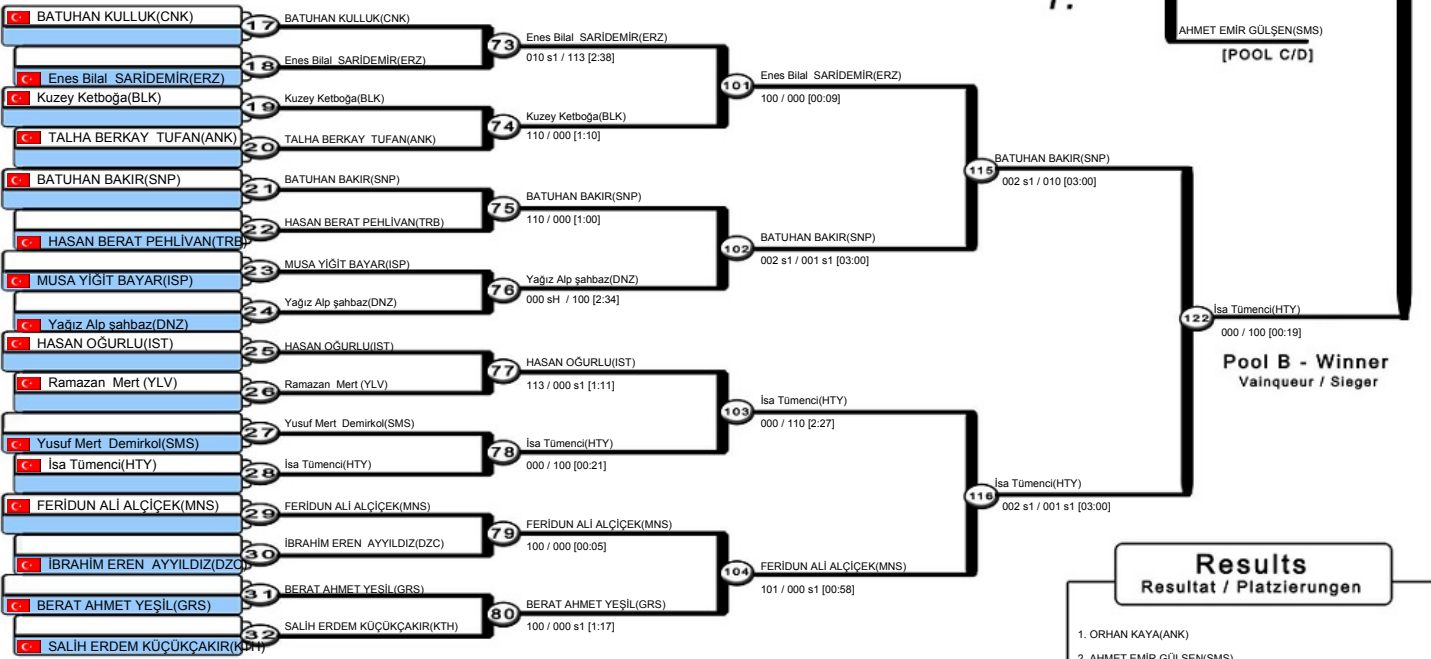 BATUHAN KULLUK(CNK)
Enes Bilal SARİDEMİR(ERZ)
Kuzey Ketboğa(BLK)
TALHA BERKAY TUFAN(ANK)
BATUHAN BAKIR(SNP)
HASAN BERAT PEHLİVAN(TRB)
MUSA YİĞİT BAYAR(ISP)
Yağız Alp şahbaz(DNZ)
HASAN OĞURLU(IST)
Ramazan Mert (YLV)
Yusuf Mert Demirkol(SMS)
İsa Tümenci(HTY)
FERİDUN ALİ ALÇİÇEK(MNS)
İBRAHİM EREN AYYILDIZ(DZC)
BERAT AHMET YEŞİL(GRS)
SALİH ERDEM KÜÇÜKÇAKIR(KTH)
17 BATUHAN KULLUK(CNK)
18 Enes Bilal SARİDEMİR(ERZ)
19 Kuzey Ketboğa(BLK)
20 TALHA BERKAY TUFAN(ANK)
21 BATUHAN BAKIR(SNP)
22 HASAN BERAT PEHLİVAN(TRB)
23 MUSA YİĞİT BAYAR(ISP)
24 Yağız Alp şahbaz(DNZ)
25 HASAN OĞURLU(IST)
26 Ramazan Mert (YLV)
27 Yusuf Mert Demirkol(SMS)
28 İsa Tümenci(HTY)
29 FERİDUN ALİ ALÇİÇEK(MNS)
30 İBRAHİM EREN AYYILDIZ(DZC)
31 BERAT AHMET YEŞİL(GRS)
32 SALİH ERDEM KÜÇÜKÇAKIR(KTH)
73 Enes Bilal SARİDEMİR(ERZ)
010 s1 / 113 [2:38]
74 Kuzey Ketboğa(BLK)
110 / 000 [1:10]
75 BATUHAN BAKIR(SNP)
110 / 000 [1:00]
76 Yağız Alp şahbaz(DNZ)
000 sH / 100 [2:34]
77 HASAN OĞURLU(IST)
113 / 000 s1 [1:11]
78 İsa Tümenci(HTY)
000 / 100 [00:21]
79 FERİDUN ALİ ALÇİÇEK(MNS)
100 / 000 [00:05]
80 BERAT AHMET YEŞİL(GRS)
100 / 000 s1 [1:17]
101 Enes Bilal SARİDEMİR(ERZ)
100 / 000 [00:09]
102 BATUHAN BAKIR(SNP)
002 s1 / 001 s1 [03:00]
103 İsa Tümenci(HTY)
000 / 110 [2:27]
104 FERİDUN ALİ ALÇİÇEK(MNS)
101 / 000 s1 [00:58]
115 BATUHAN BAKIR(SNP)
002 s1 / 010 [03:00]
116 İsa Tümenci(HTY)
002 s1 / 001 s1 [03:00]
122 İsa Tümenci(HTY)
000 / 100 [00:19]
Pool B - Winner
Vainqueur / Sieger
AHMET EMİR GÜLŞEN(SMS)
[POOL C/D]
Results
Resultat / Platzierungen
1. ORHAN KAYA(ANK)
2. AHMET EMİR GÜLŞEN(SMS)